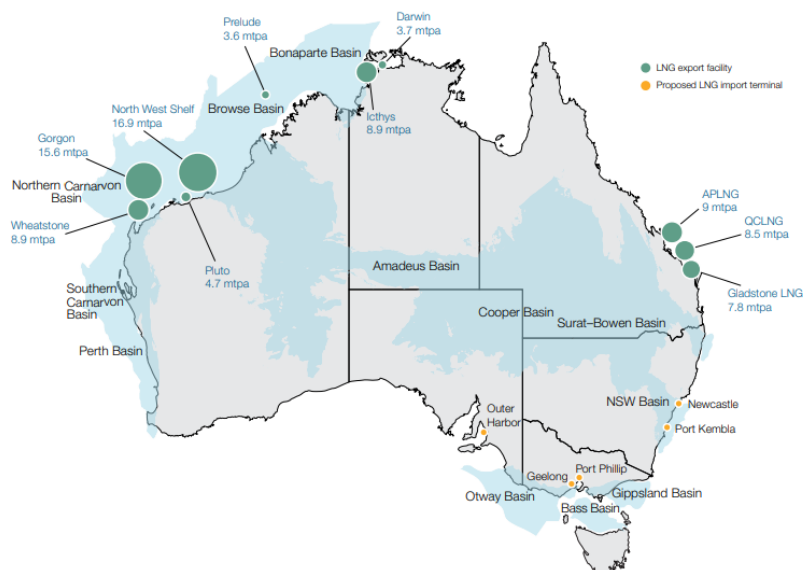 Prelude
3.6 mtpa
Darwin
3.7 mtpa
Bonaparte Basin
LNG export facility
Proposed LNG import terminal
North West Shelf
16.9 mtpa
Browse Basin
Icthys
8.9 mtpa
Gorgon
15.6 mtpa
Northern Carnarvon
Basin
Wheatstone
8.9 mtpa
Pluto
4.7 mtpa
APLNG
9 mtpa
QCLNG
8.5 mtpa
Gladstone LNG
7.8 mtpa
Amadeus Basin
Southern
Carnarvon
Basin
Cooper Basin
Surat–Bowen Basin
Perth Basin
NSW Basin
Newcastle
Port Kembla
Outer
Harbor
Geelong
Port Phillip
Otway Basin
Bass Basin
Gippsland Basin